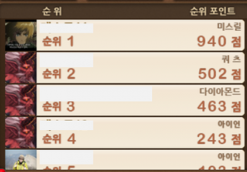 순 위 순위 포인트
미스릴
순위 1 940 점
쿼 츠
순위 2 502 점
다이아몬드
순위 3 463 점
아이언
순위 4 243 점
아이언